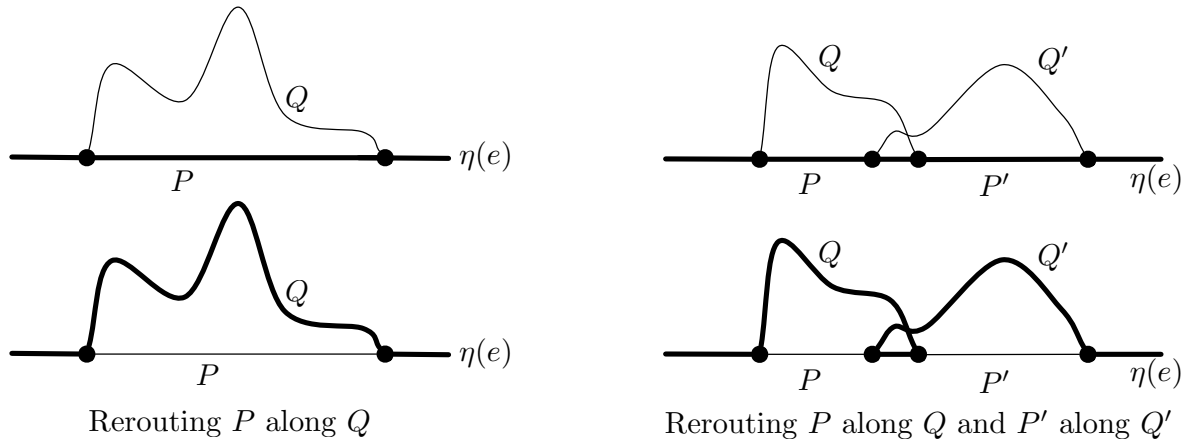 Q
η(e)
P
Q
η(e)
P
Rerouting P along Q
Q
Q′
P
P′
η(e)
Q
Q′
P
P′
η(e)
Rerouting P along Q and P′ along Q′